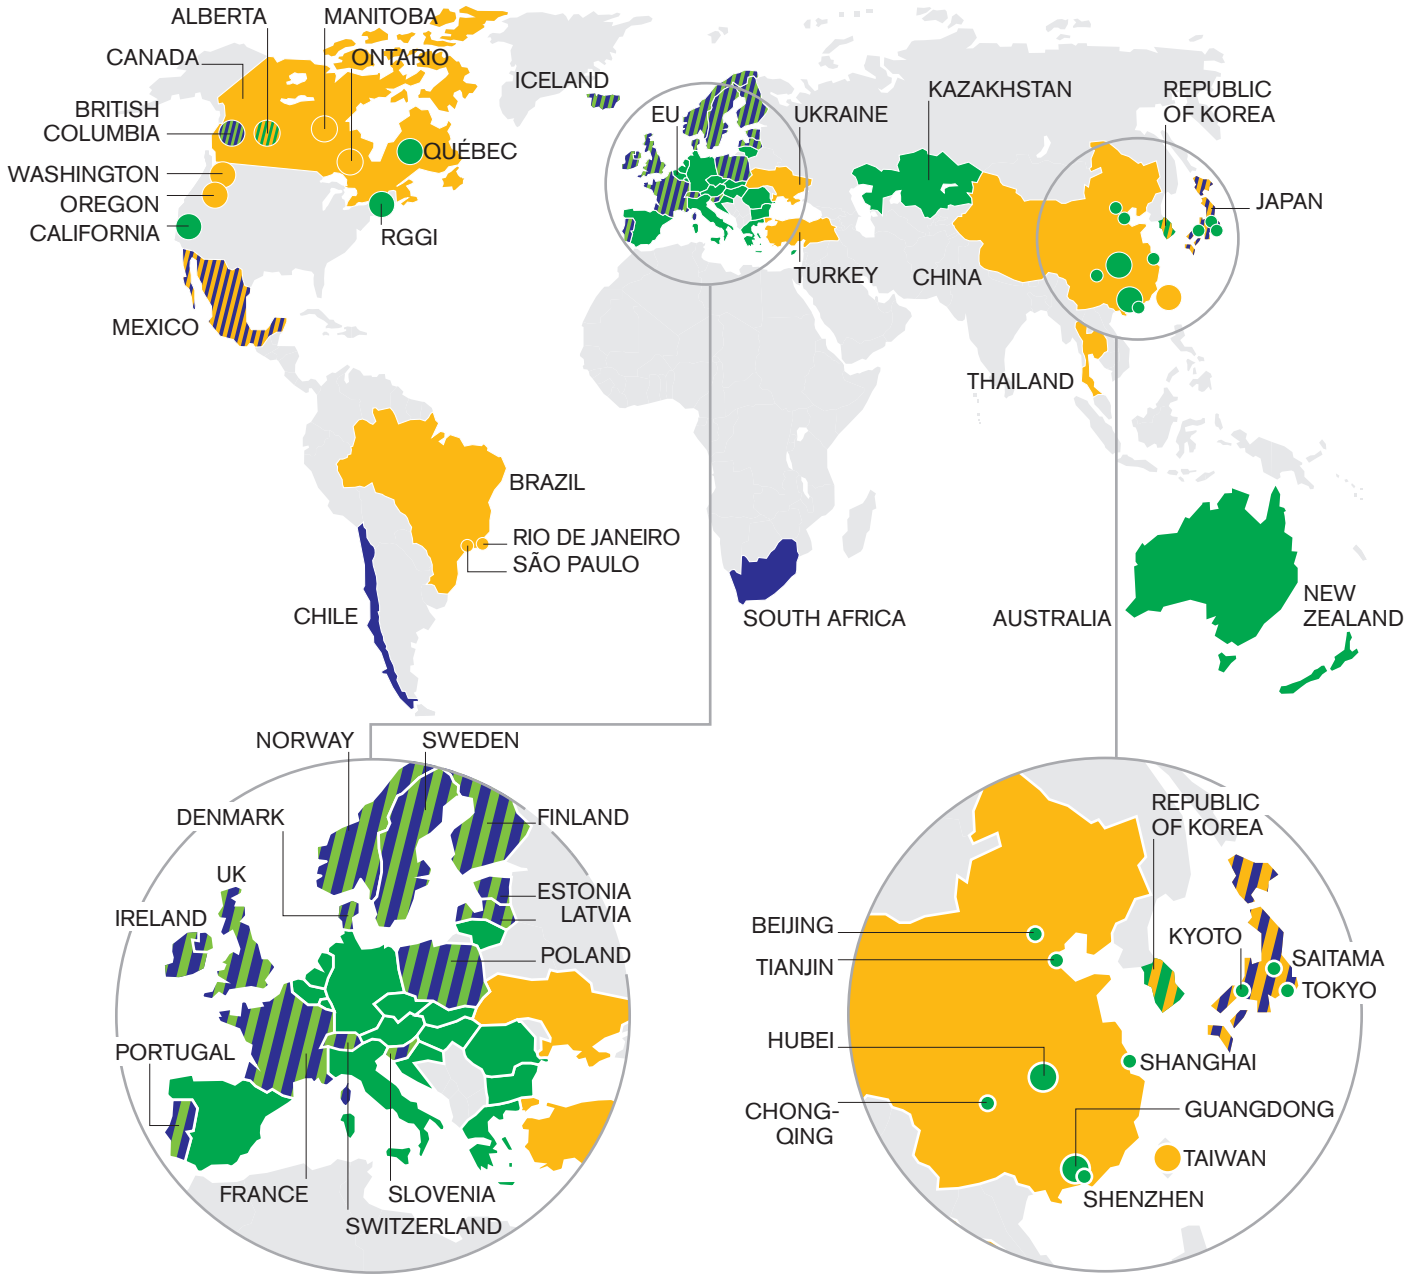 ALBERTA
MANITOBA
CANADA
ONTARIO
BRITISH
COLUMBIA
QUÉBEC
WASHINGTON
OREGON
CALIFORNIA
RGGI
MEXICO
ICELAND
EU
UKRAINE
KAZAKHSTAN
REPUBLIC
OF KOREA
JAPAN
TURKEY
CHINA
THAILAND
BRAZIL
RIO DE JANEIRO
SÃO PAULO
CHILE
SOUTH AFRICA
AUSTRALIA
NEW
ZEALAND
NORWAY
SWEDEN
DENMARK
FINLAND
UK
IRELAND
ESTONIA
LATVIA
POLAND
PORTUGAL
FRANCE
SLOVENIA
SWITZERLAND
REPUBLIC
OF KOREA
BEIJING
TIANJIN
KYOTO
SAITAMA
TOKYO
HUBEI
SHANGHAI
CHONG-
QING
GUANGDONG
TAIWAN
SHENZHEN